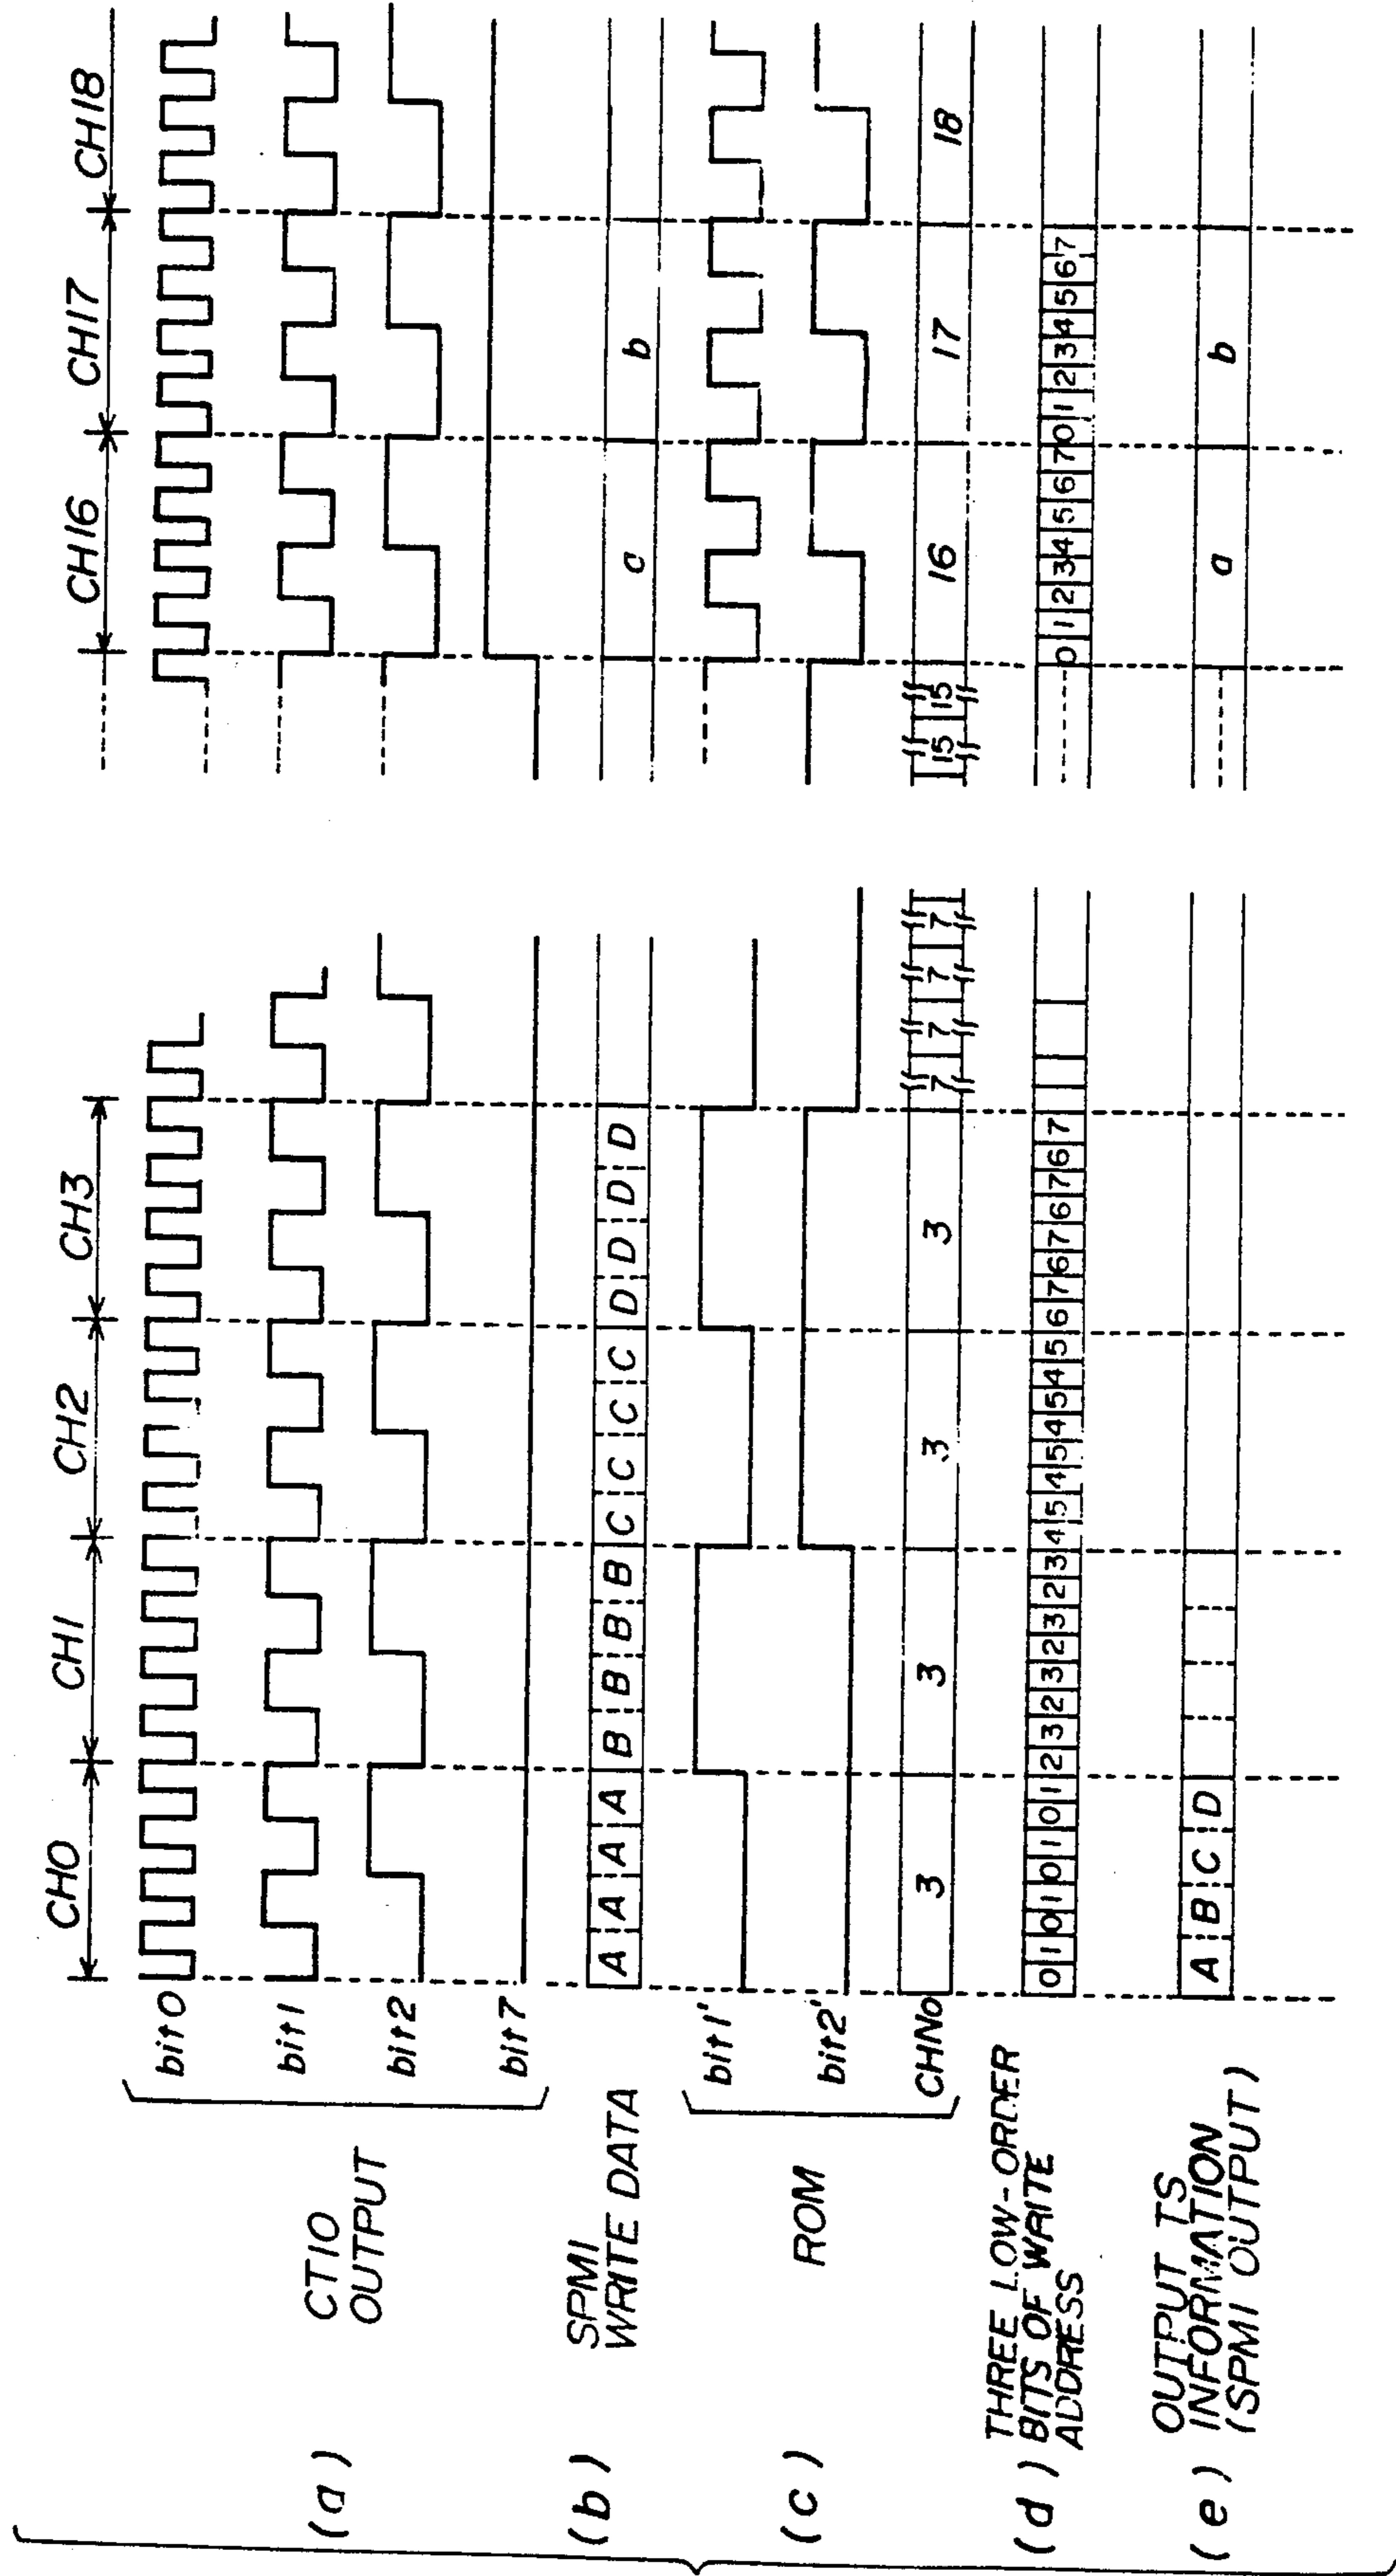 CH0 CH1 CH2 CH3 CH16 CH17 CH18
(a) CT10 OUTPUT
bit0
bit1
bit2
bit7
(b) SPM1 WRITE DATA
A A A A B B B B C C C C D D D D c b
(c) ROM
bit1'
bit2'
CHNo 3 3 3 3 7 7 7 7 15 15 16 17 18
(d) THREE LOW-ORDER BITS OF WRITE ADDRESS
0 1 0 1 0 1 0 1 2 3 2 3 2 3 2 3 4 5 4 5 4 5 4 5 6 7 6 7 6 7 6 7 0 1 2 3 4 5 6 7 0 1 2 3 4 5 6 7
(e) OUTPUT TS INFORMATION (SPM1 OUTPUT)
A B C D a b